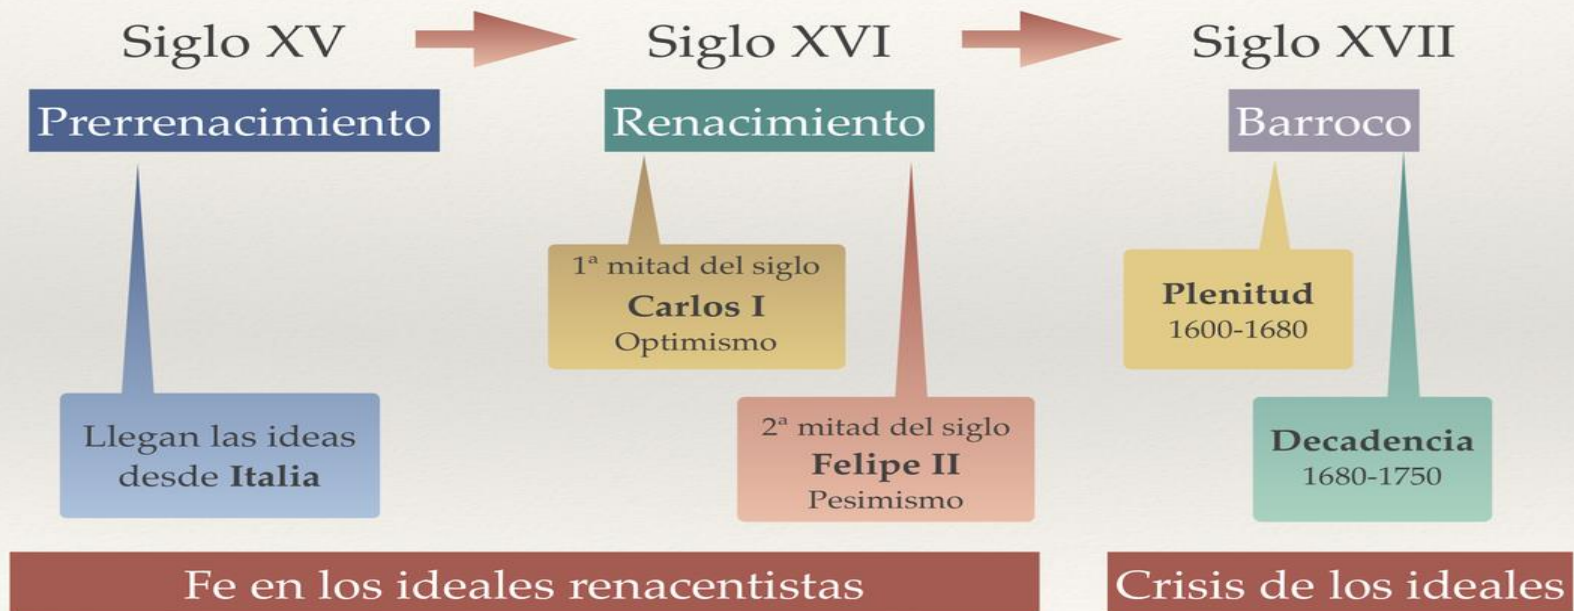 Siglo XV
Siglo XVI
Siglo XVII
Prerrenacimiento
Renacimiento
Barroco
Llegan las ideas
desde Italia
1ª mitad del siglo
Carlos I
Optimismo
2ª mitad del siglo
Felipe II
Pesimismo
Plenitud
1600-1680
Decadencia
1680-1750
Fe en los ideales renacentistas
Crisis de los ideales